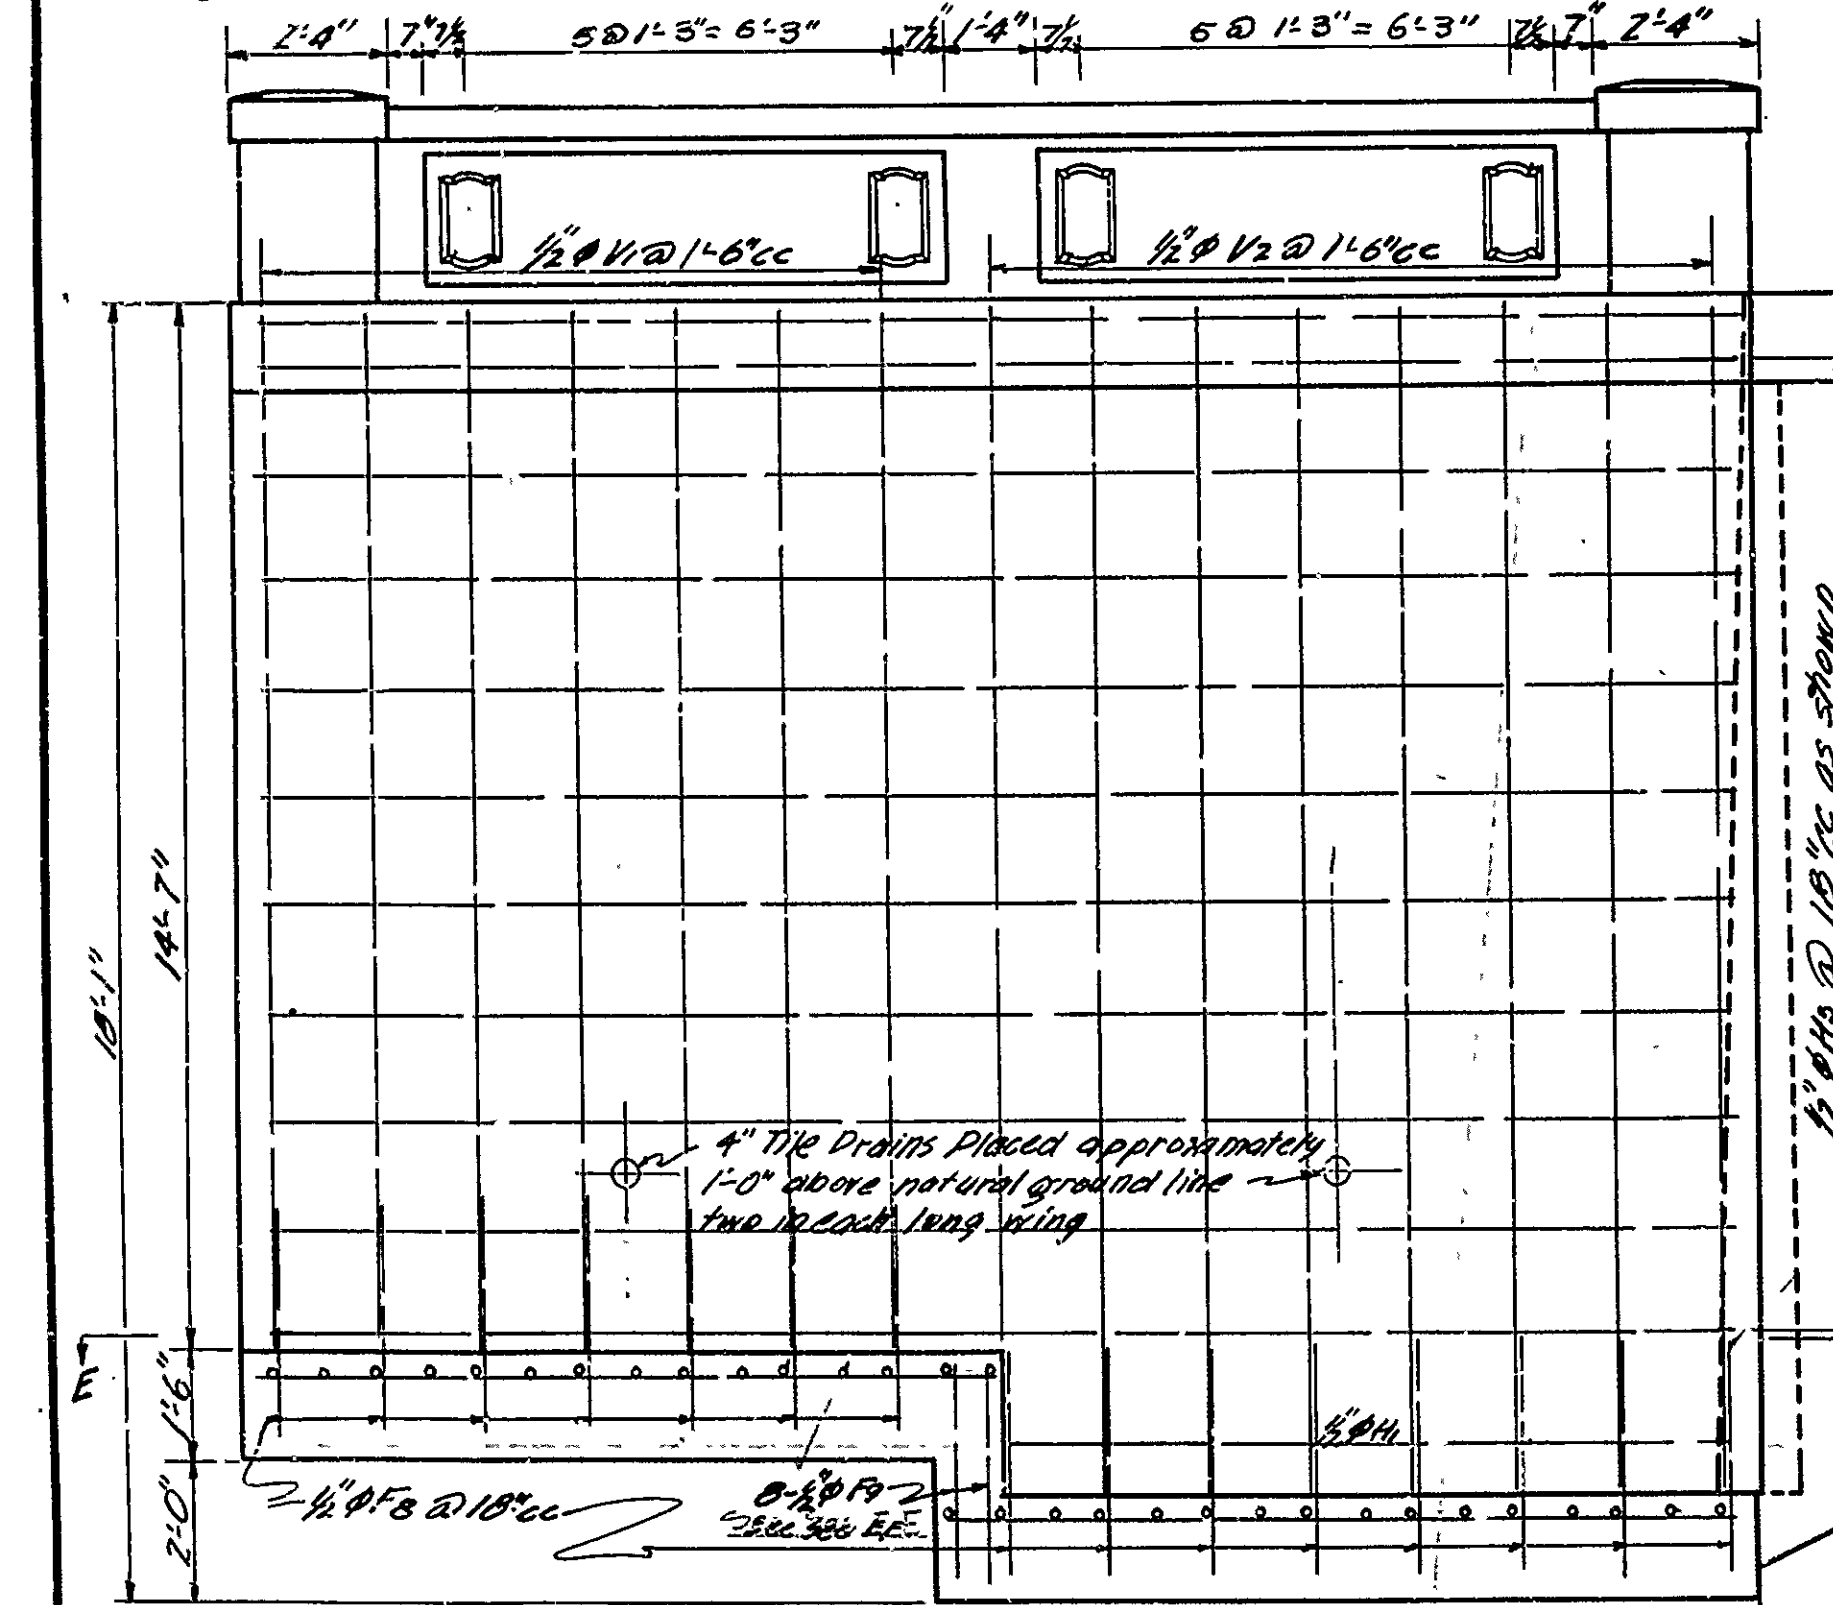 2'-4" 7" 7½ 5 @ 1'-3" = 6'-3" 7½" 1'-4" 7½ 5 @ 1'-3" = 6'-3" 7½ 7" 2'-4"
½" φ V1 @ 1'-6" cc
½" φ V2 @ 1'-6" cc
18'-1"
14'-7"
½" φ H3 @ 18" cc as shown
4" Tile Drains Placed approxamately
1'-0" above natural ground line
two in each long wing
E
1'-6"
2'-0"
½" φ H1
½" φ F8 @ 18" cc
8-½" φ F9
See Sec E-E